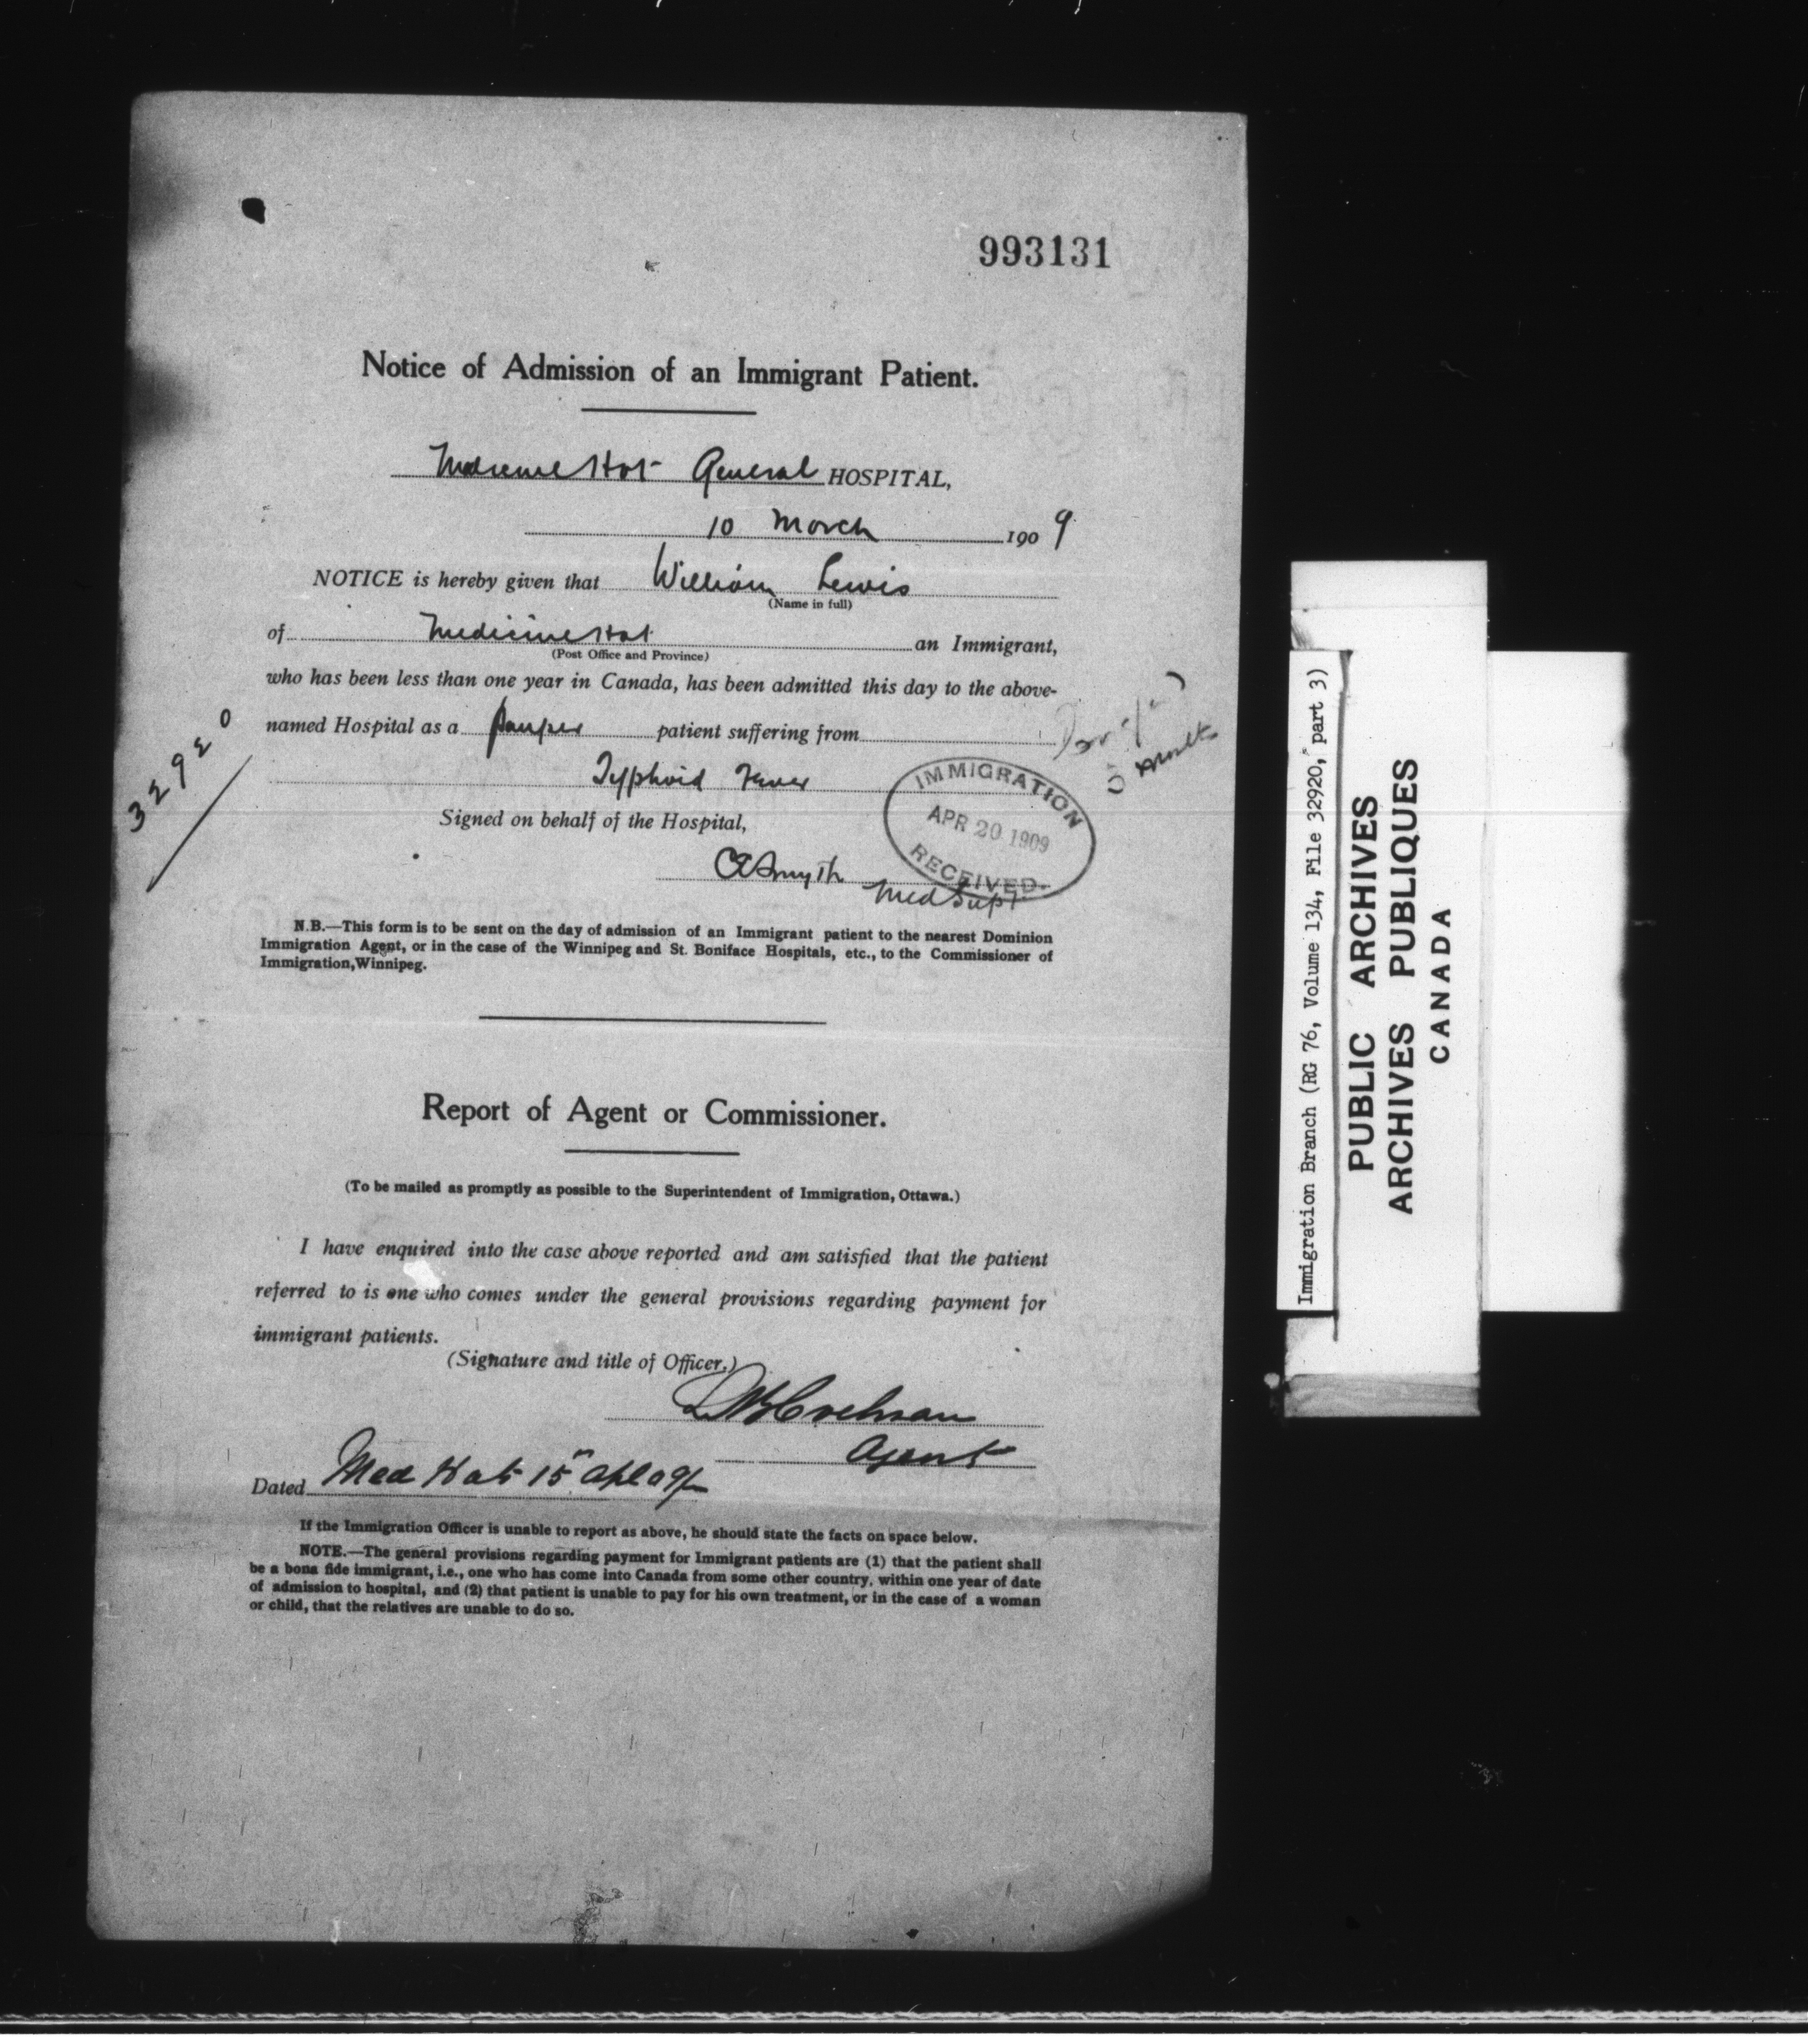 993131
Notice of Admission of an Immigrant Patient.
Medicine Hat General HOSPITAL,
10 March 1909
NOTICE is hereby given that William Lewis
(Name in full)
of Medicine Hat an Immigrant,
(Post Office and Province)
who has been less than one year in Canada, has been admitted this day to the above-
named Hospital as a pauper patient suffering from
Typhoid Fever
32920
IMMIGRATION
APR 20 1909
RECEIVED
Signed on behalf of the Hospital,
C E Smyth
Med Supt
N.B.—This form is to be sent on the day of admission of an Immigrant patient to the nearest Dominion
Immigration Agent, or in the case of the Winnipeg and St. Boniface Hospitals, etc., to the Commissioner of
Immigration, Winnipeg.
Report of Agent or Commissioner.
(To be mailed as promptly as possible to the Superintendent of Immigration, Ottawa.)
I have enquired into the case above reported and am satisfied that the patient
referred to is one who comes under the general provisions regarding payment for
immigrant patients.
(Signature and title of Officer.)
Cochran
Agent
Dated Med Hat 15 Apl 09
If the Immigration Officer is unable to report as above, he should state the facts on space below.
NOTE.—The general provisions regarding payment for Immigrant patients are (1) that the patient shall
be a bona fide immigrant, i.e., one who has come into Canada from some other country, within one year of date
of admission to hospital, and (2) that patient is unable to pay for his own treatment, or in the case of a woman
or child, that the relatives are unable to do so.
Immigration Branch (RG 76, Volume 134, File 32920, part 3)
PUBLIC ARCHIVES
ARCHIVES PUBLIQUES
CANADA